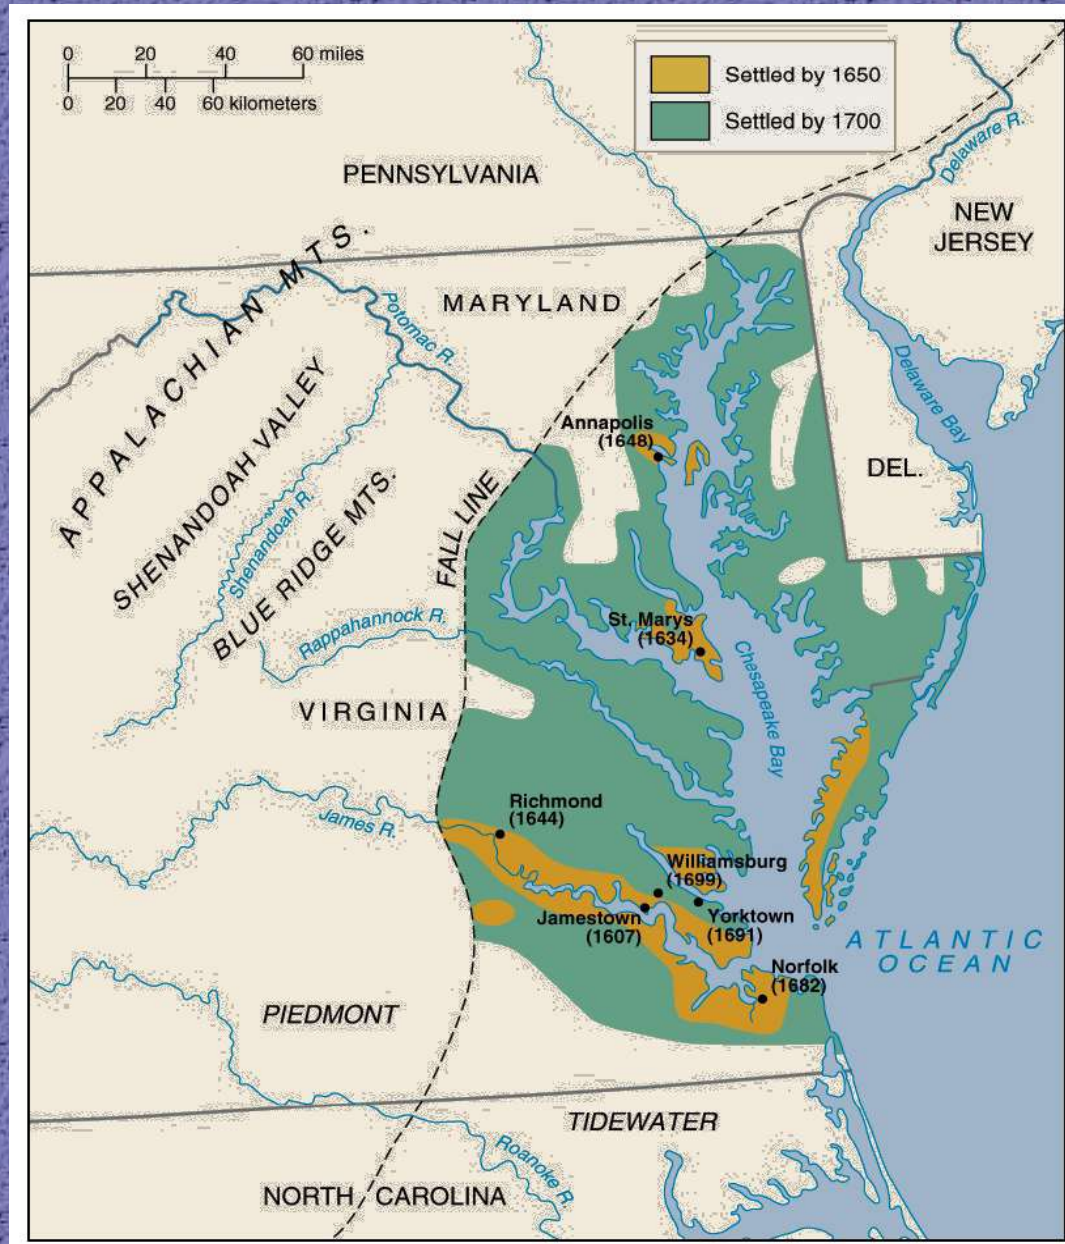 0 20 40 60 miles
0 20 40 60 kilometers
Settled by 1650
Settled by 1700
PENNSYLVANIA
Delaware R.
NEW
JERSEY
APPALACHIAN MTS.
MARYLAND
Potomac R.
SHENANDOAH VALLEY
Shenandoah R.
BLUE RIDGE MTS.
FALL LINE
Annapolis
(1648)
Delaware Bay
DEL.
Rappahannock R.
St. Marys
(1634)
Chesapeake Bay
VIRGINIA
James R.
Richmond
(1644)
Williamsburg
(1699)
Jamestown
(1607)
Yorktown
(1691)
Norfolk
(1682)
ATLANTIC
OCEAN
PIEDMONT
TIDEWATER
Roanoke R.
NORTH CAROLINA